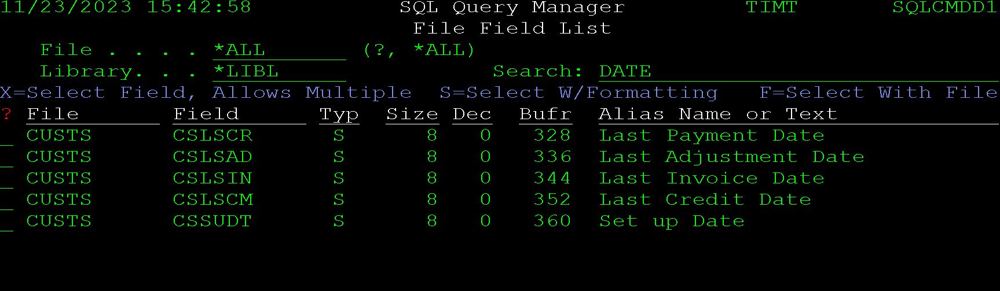 11/23/2023 15:42:58 SQL Query Manager TIMT SQLCMDD1
File Field List
File . . . . *ALL (?, *ALL)
Library. . . *LIBL Search: DATE
X=Select Field, Allows Multiple S=Select W/Formatting F=Select With File
? File Field Typ Size Dec Bufr Alias Name or Text
_ CUSTS CSLSCR S 8 0 328 Last Payment Date
_ CUSTS CSLSAD S 8 0 336 Last Adjustment Date
_ CUSTS CSLSIN S 8 0 344 Last Invoice Date
_ CUSTS CSLSCM S 8 0 352 Last Credit Date
_ CUSTS CSSUDT S 8 0 360 Set up Date